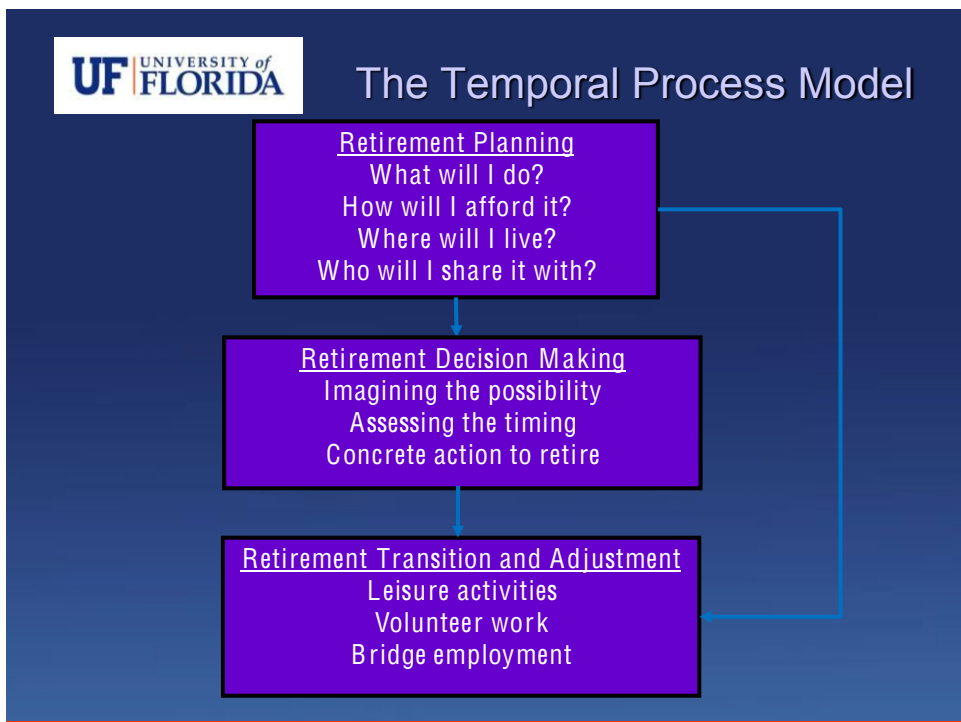 UF UNIVERSITY of
FLORIDA
The Temporal Process Model
Retirement Planning
What will I do?
How will I afford it?
Where will I live?
Who will I share it with?
Retirement Decision Making
Imagining the possibility
Assessing the timing
Concrete action to retire
Retirement Transition and Adjustment
Leisure activities
Volunteer work
Bridge employment